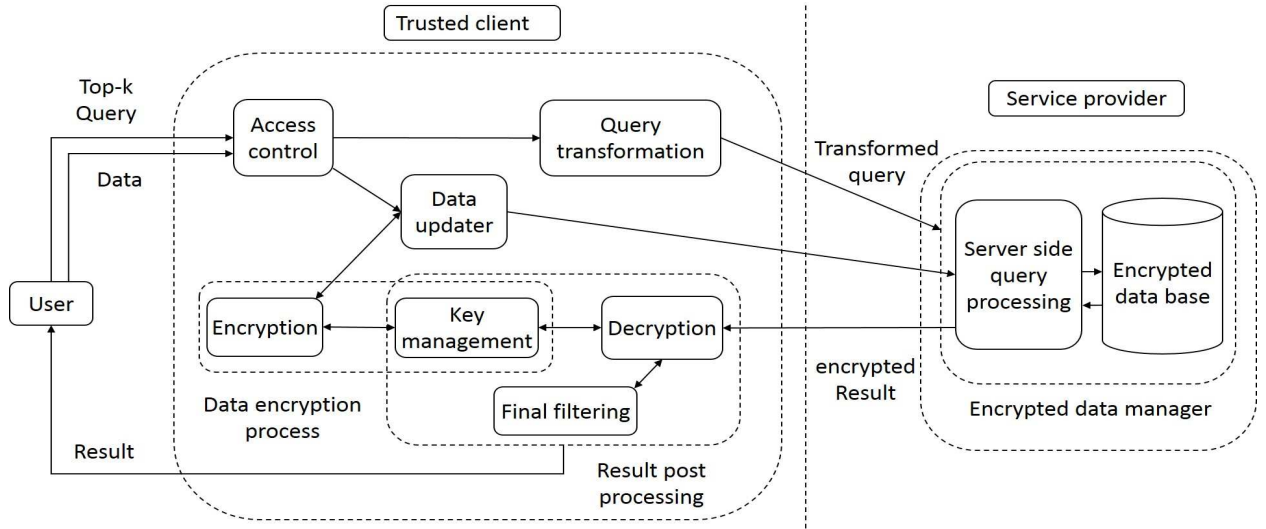 Trusted client
Top-k
Query
Data
Access
control
Query
transformation
Data
updater
User
Encryption
Key
management
Decryption
Final filtering
Data encryption
process
Result post
processing
Result
Service provider
Transformed
query
Server side
query
processing
Encrypted
data base
encrypted
Result
Encrypted data manager